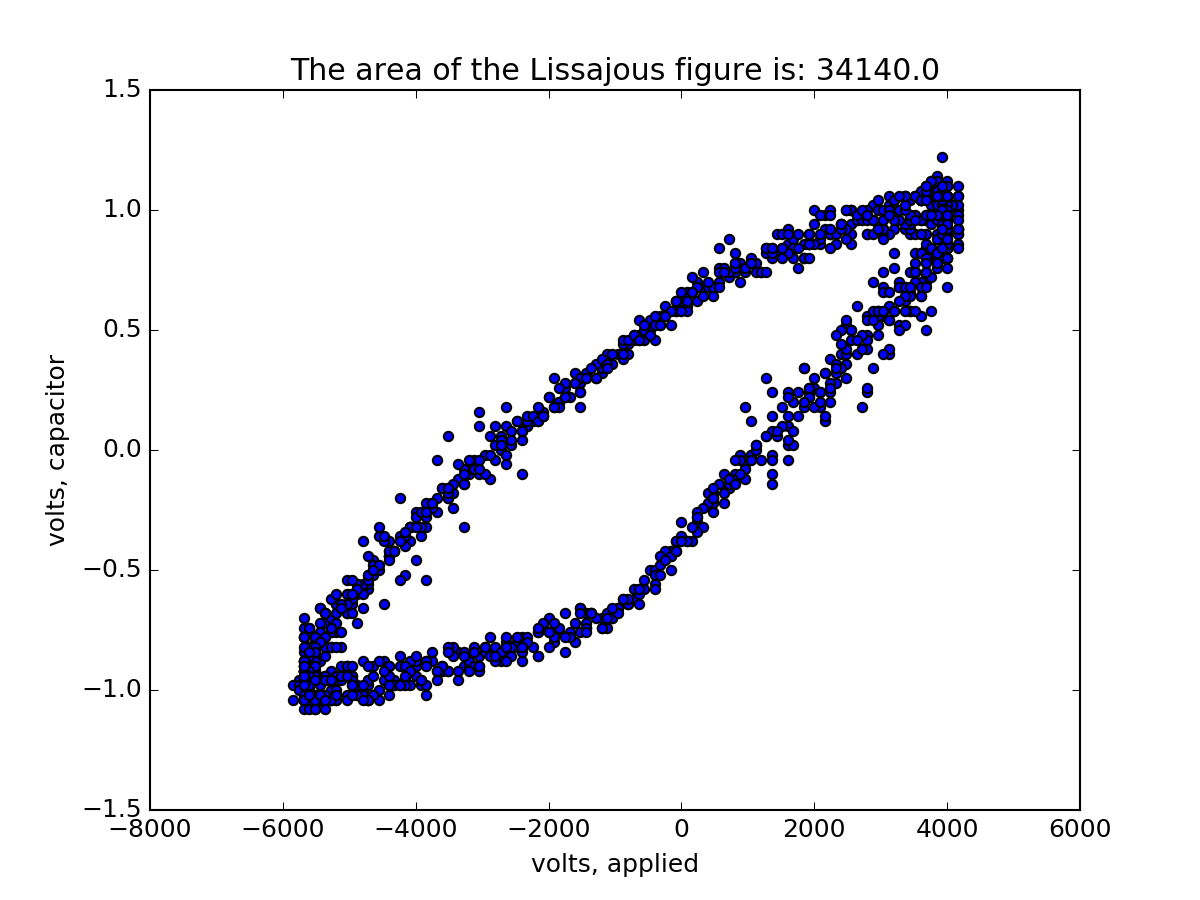 The area of the Lissajous figure is: 34140.0
1.5
1.0
0.5
0.0
−0.5
−1.0
−1.5
volts, capacitor
−8000 −6000 −4000 −2000 0 2000 4000 6000
volts, applied